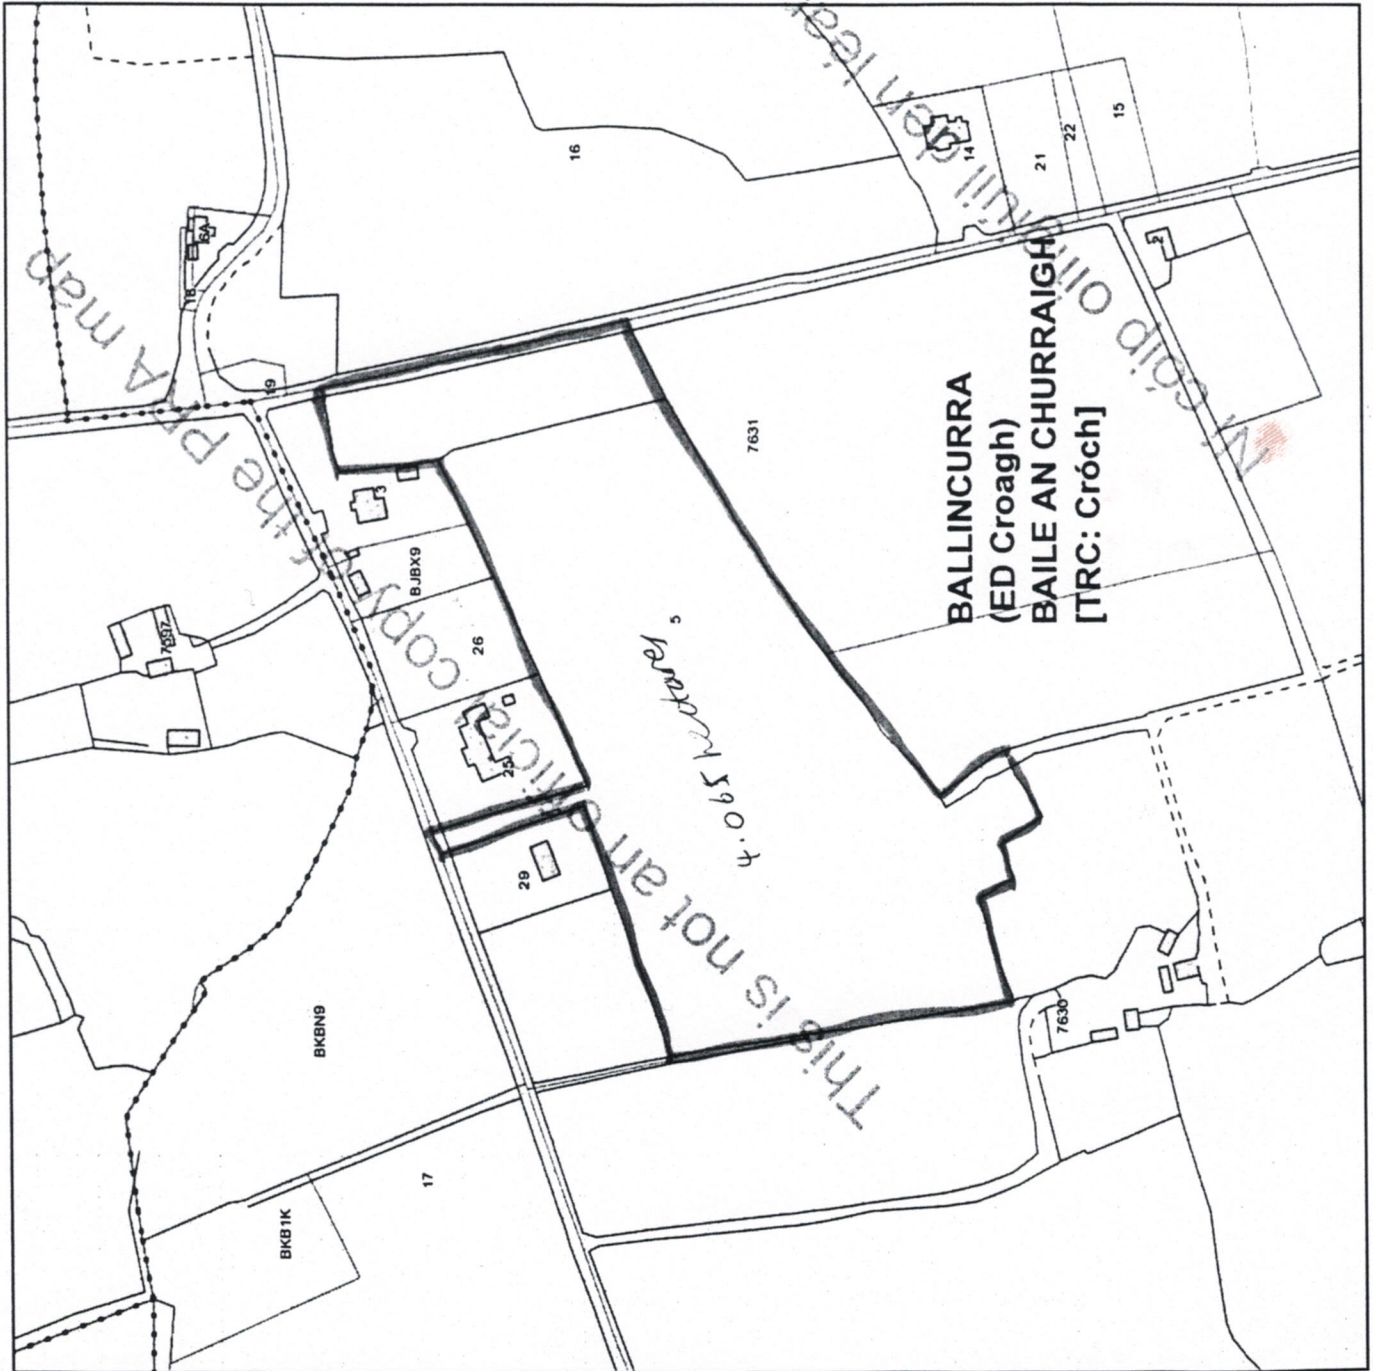 This is not an official copy of the PRA map
Ní cóip oifigiúil den léar
BALLINCURRA
(ED Croagh)
BAILE AN CHURRAIGH
[TRC: Cróch]
4.065 hectares
5
7631
16
14
21
22
15
2
6A
18
19
3
BJBX9
26
25
29
7597
BKBN9
BKB1K
17
7630